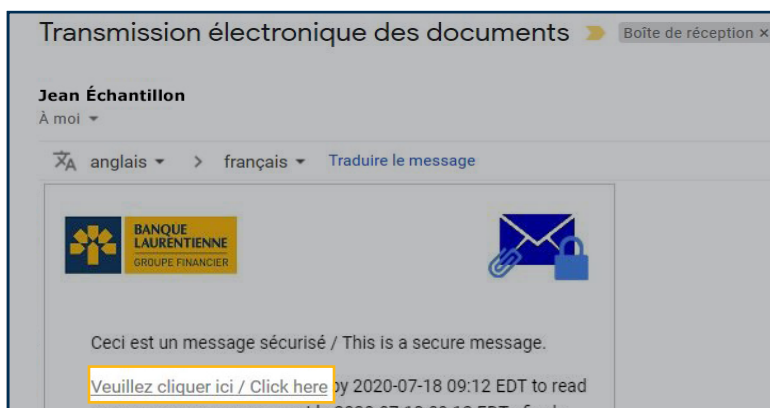 Transmission électronique des documents Boîte de réception ×
Jean Échantillon
À moi
anglais > français Traduire le message
BANQUE
LAURENTIENNE
GROUPE FINANCIER
Ceci est un message sécurisé / This is a secure message.
Veuillez cliquer ici / Click here by 2020-07-18 09:12 EDT to read